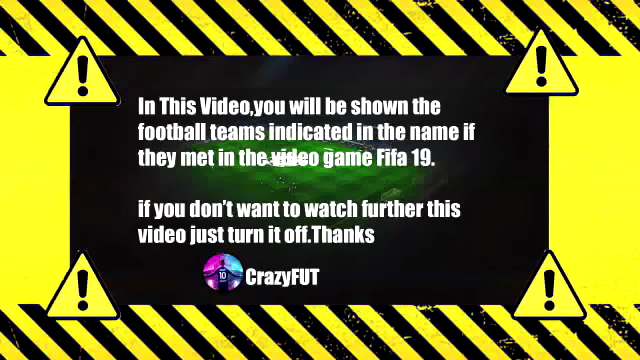 In This Video,you will be shown the
football teams indicated in the name if
they met in the video game Fifa 19.
if you don't want to watch further this
video just turn it off.Thanks
10
CrazyFUT